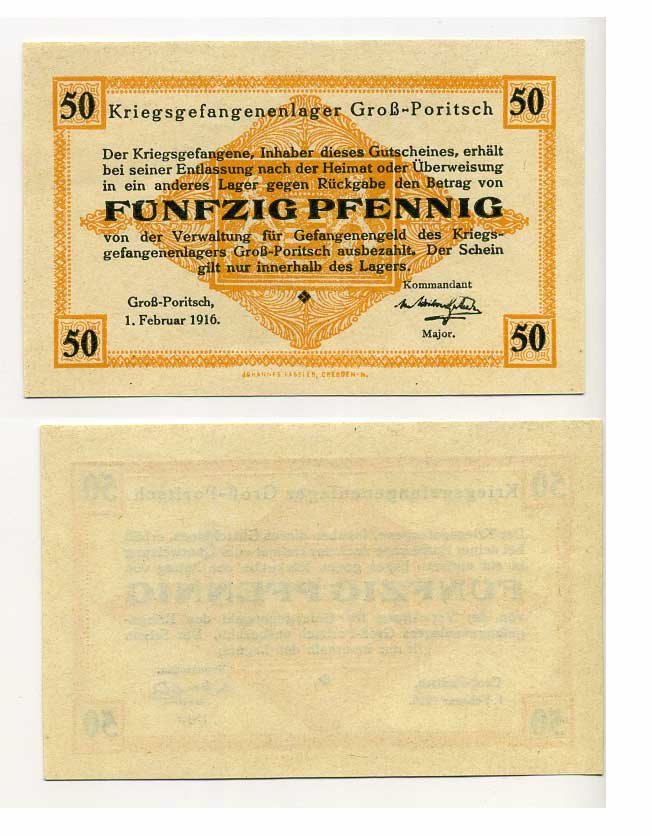 50 Kriegsgefangenenlager Groß-Poritsch 50
Der Kriegsgefangene, Inhaber dieses Gutscheines, erhält
bei seiner Entlassung nach der Heimat oder Überweisung
in ein anderes Lager gegen Rückgabe den Betrag von
FÜNFZIG PFENNIG
von der Verwaltung für Gefangenengeld des Kriegs-
gefangenenlagers Groß-Poritsch ausbezahlt. Der Schein
gilt nur innerhalb des Lagers.
Kommandant
Groß-Poritsch,
1. Februar 1916.
Major.
50 50
JOHANNES PÄSSLER, DRESDEN-N.